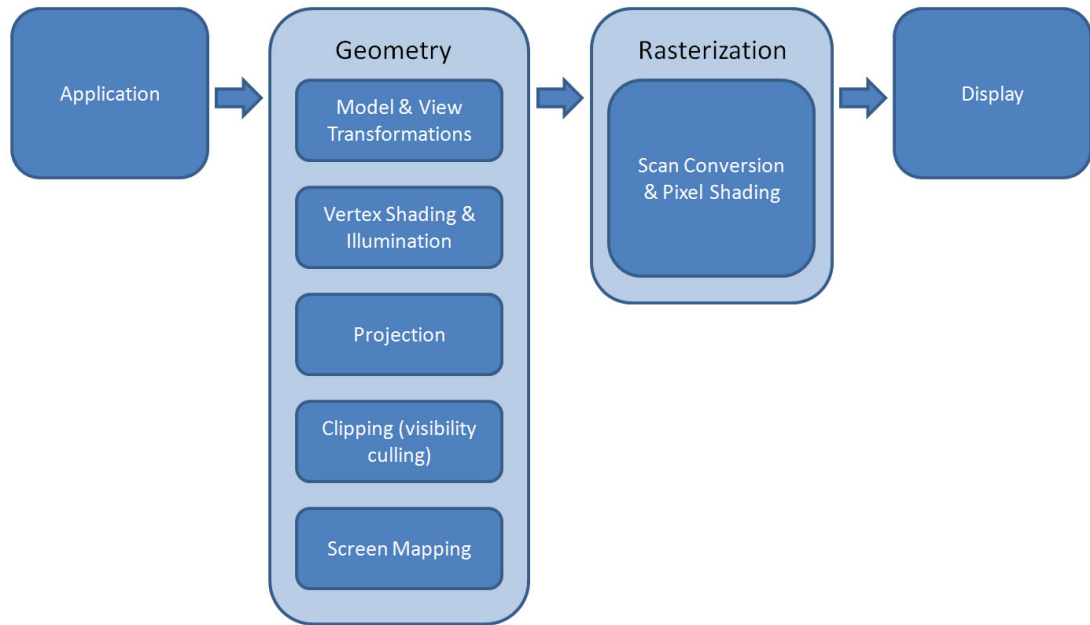 Application
Geometry
Model & View
Transformations
Vertex Shading &
Illumination
Projection
Clipping (visibility
culling)
Screen Mapping
Rasterization
Scan Conversion
& Pixel Shading
Display